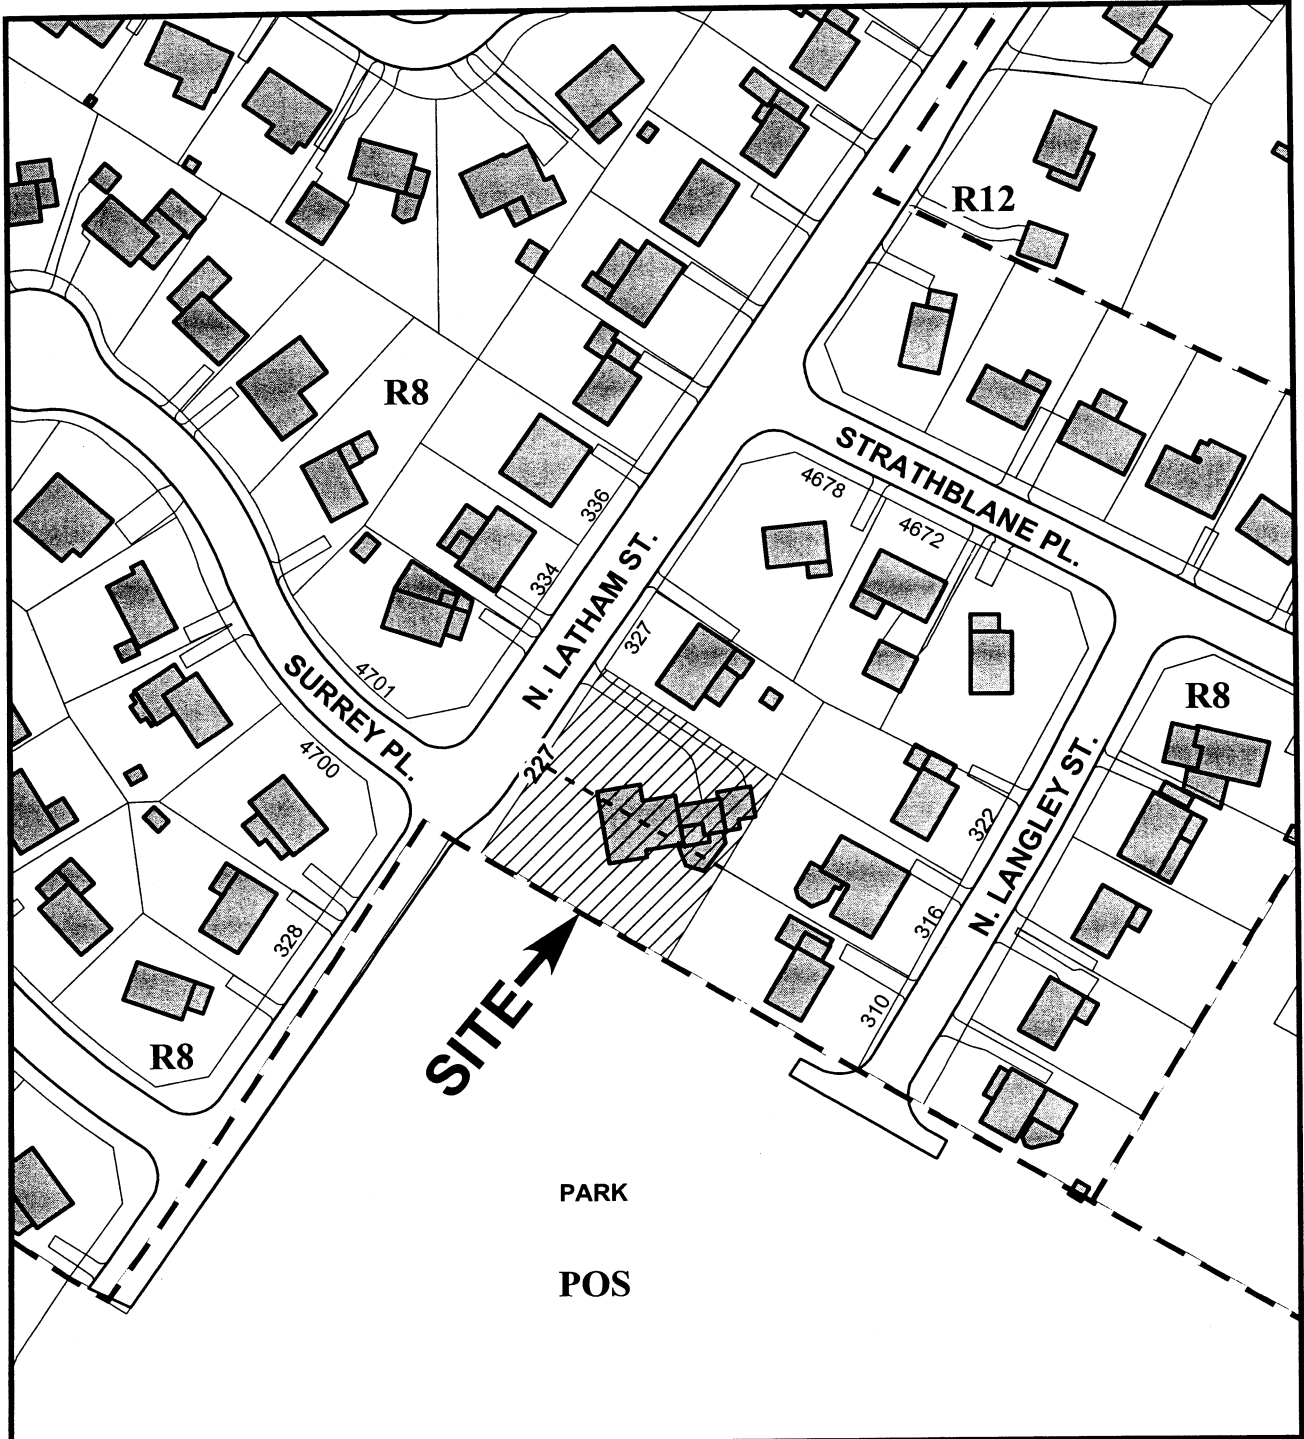 R12
R8
STRATHBLANE PL.
4678
4672
336
334
N. LATHAM ST.
327
4701
SURREY PL.
4700
R8
227
N. LANGLEY ST.
322
316
310
328
SITE
R8
PARK
POS